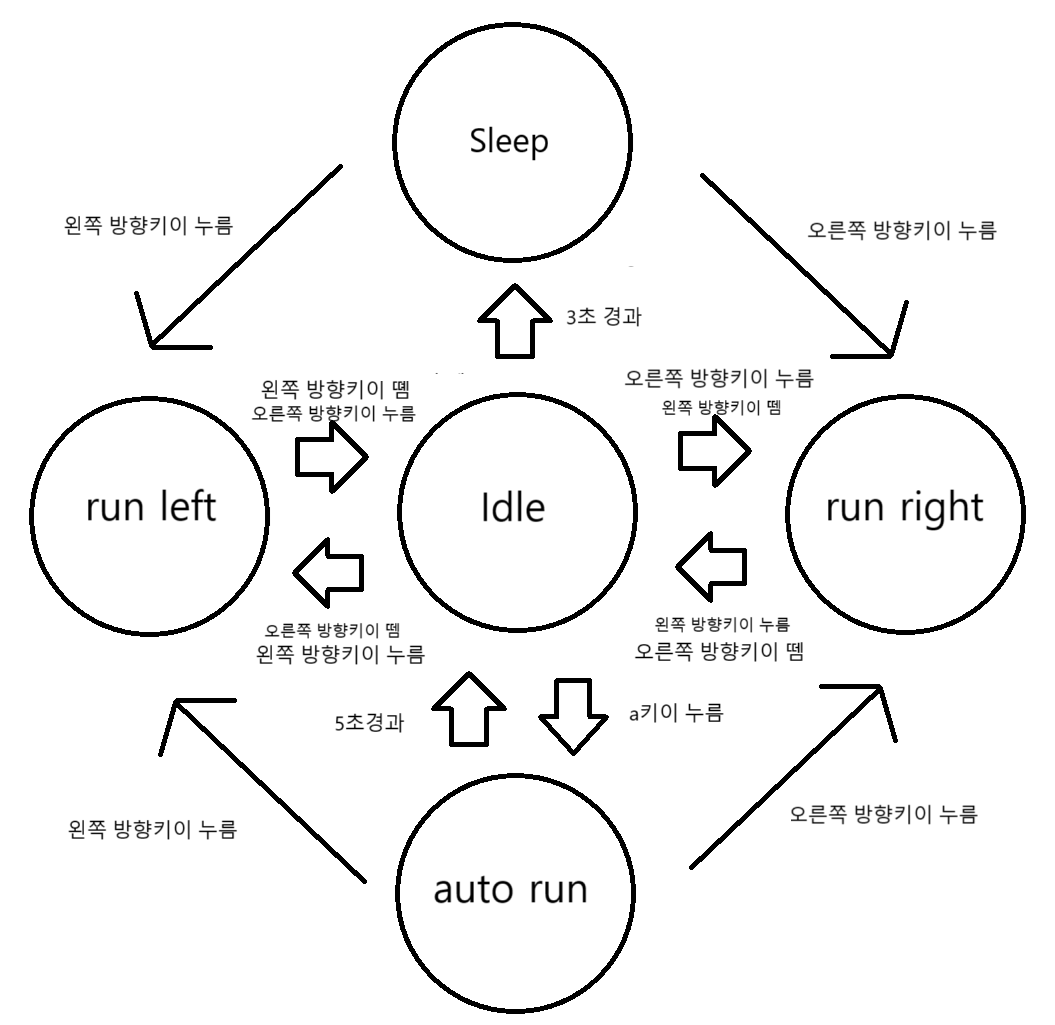 Sleep
왼쪽 방향키이 누름
오른쪽 방향키이 누름
3초 경과
왼쪽 방향키이 뗌
오른쪽 방향키이 누름
오른쪽 방향키이 누름
왼쪽 방향키이 뗌
run left
Idle
run right
오른쪽 방향키이 뗌
왼쪽 방향키이 누름
왼쪽 방향키이 누름
오른쪽 방향키이 뗌
5초경과
a키이 누름
왼쪽 방향키이 누름
오른쪽 방향키이 누름
auto run